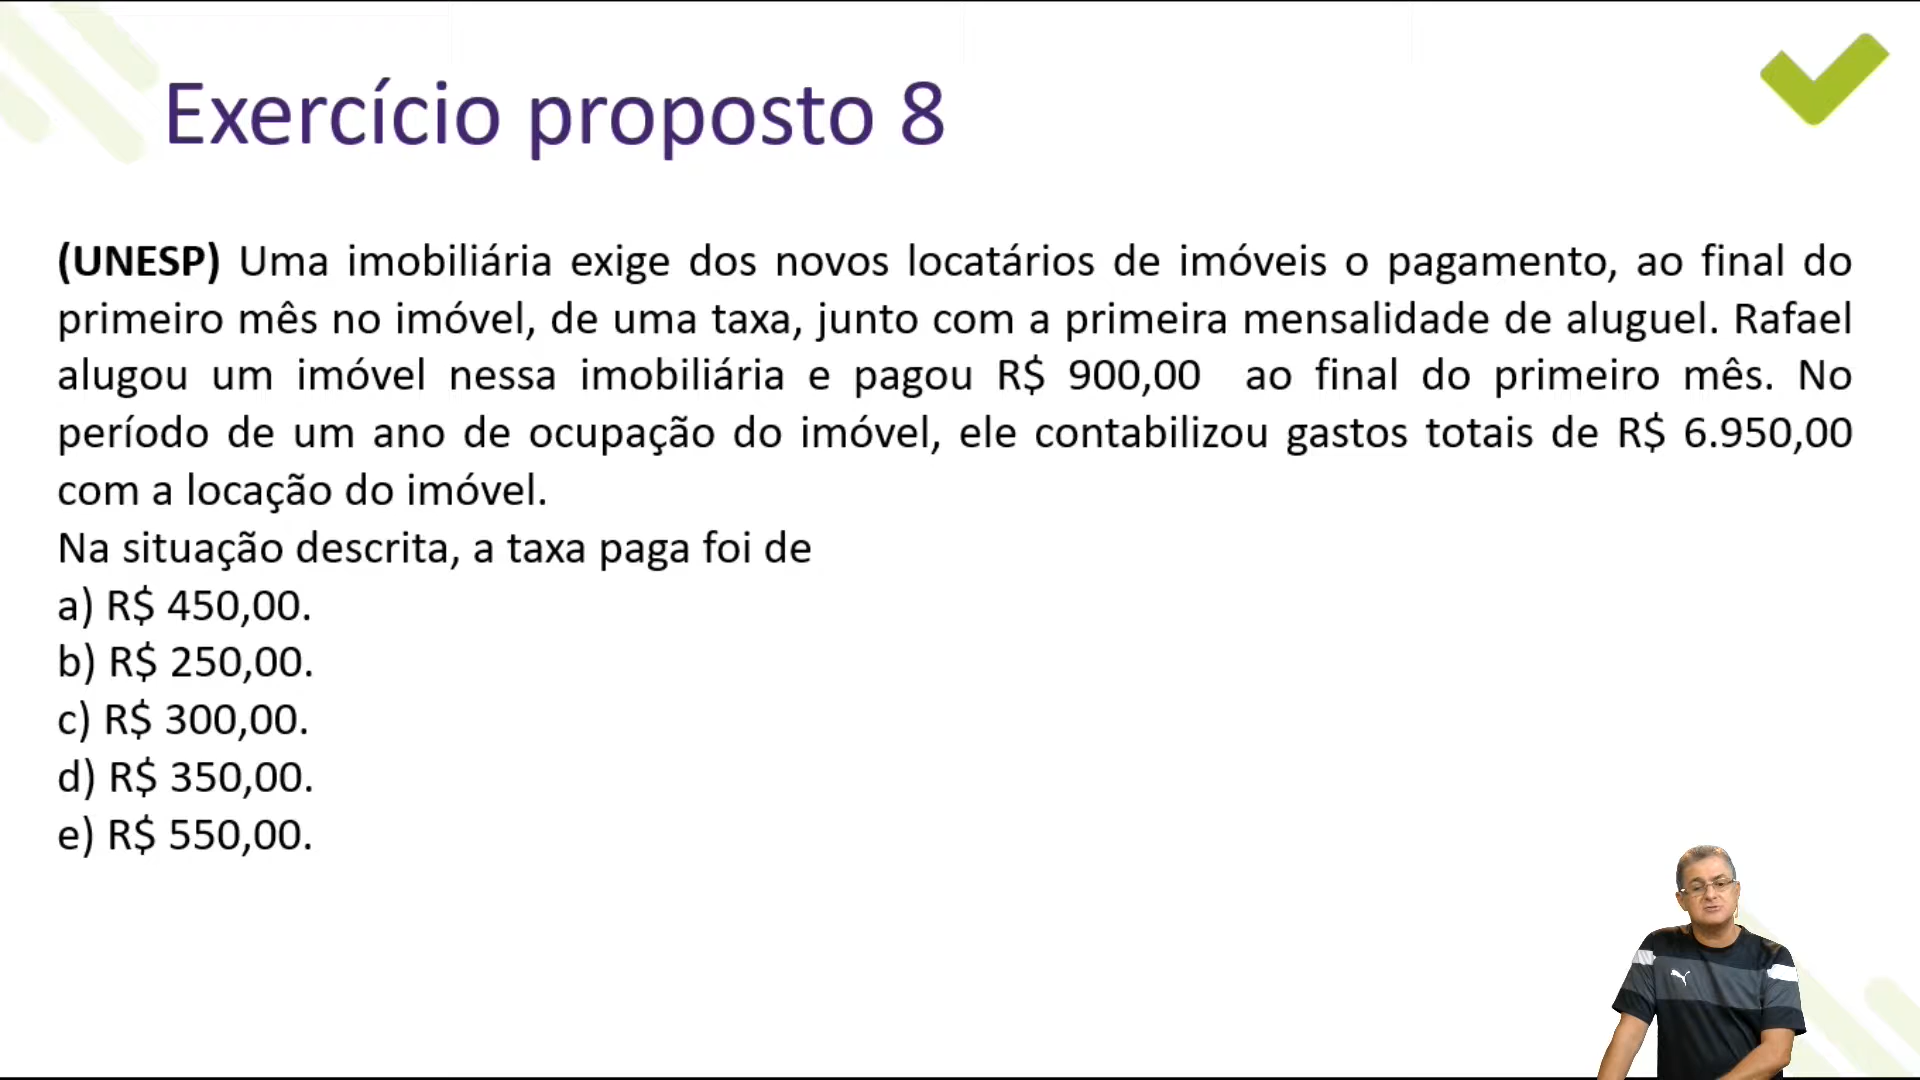 Exercício proposto 8
(UNESP) Uma imobiliária exige dos novos locatários de imóveis o pagamento, ao final do
primeiro mês no imóvel, de uma taxa, junto com a primeira mensalidade de aluguel. Rafael
alugou um imóvel nessa imobiliária e pagou R$ 900,00 ao final do primeiro mês. No
período de um ano de ocupação do imóvel, ele contabilizou gastos totais de R$ 6.950,00
com a locação do imóvel.
Na situação descrita, a taxa paga foi de
a) R$ 450,00.
b) R$ 250,00.
c) R$ 300,00.
d) R$ 350,00.
e) R$ 550,00.